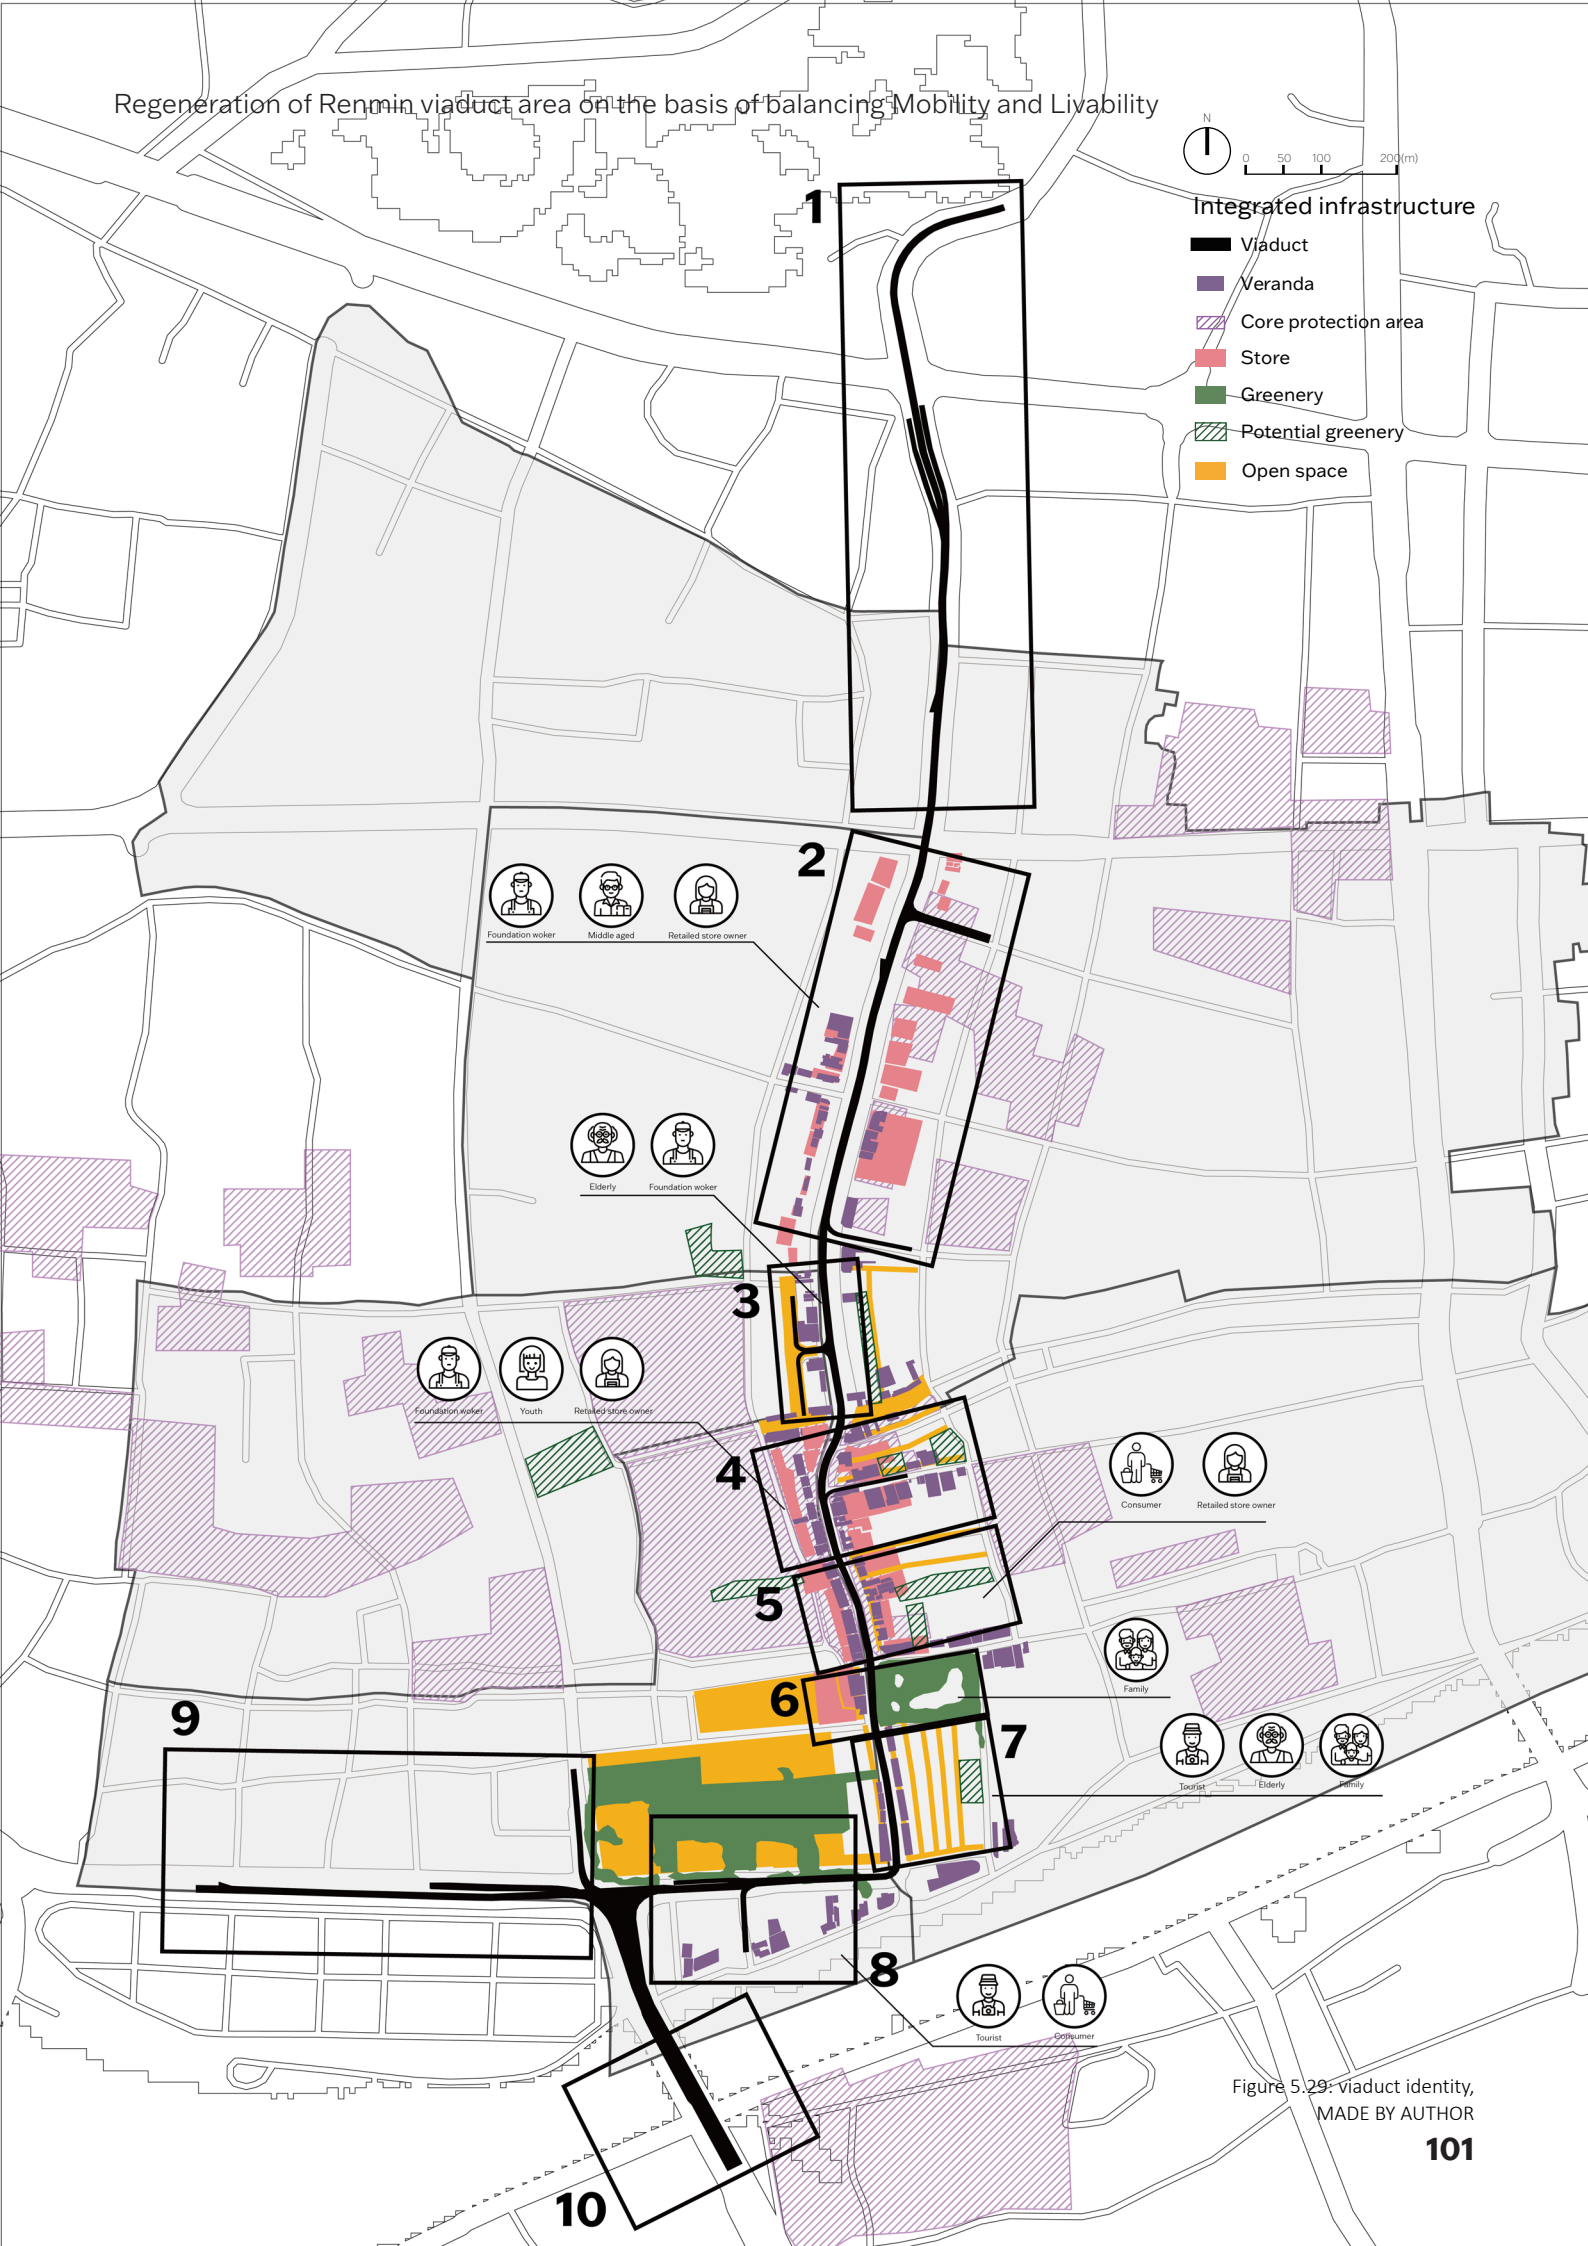 Regeneration of Renmin viaduct area on the basis of balancing Mobility and Livability
N
0 50 100 200(m)
Integrated infrastructure
Viaduct
Veranda
Core protection area
Store
Greenery
Potential greenery
Open space
1
2
Foundation woker Middle aged Retailed store owner
Elderly Foundation woker
3
Foundation woker Youth Retailed store owner
4
Consumer Retailed store owner
5
Family
6
9
7
Tourist Elderly Family
8
Tourist Consumer
10
Figure 5.29: viaduct identity,
MADE BY AUTHOR
101